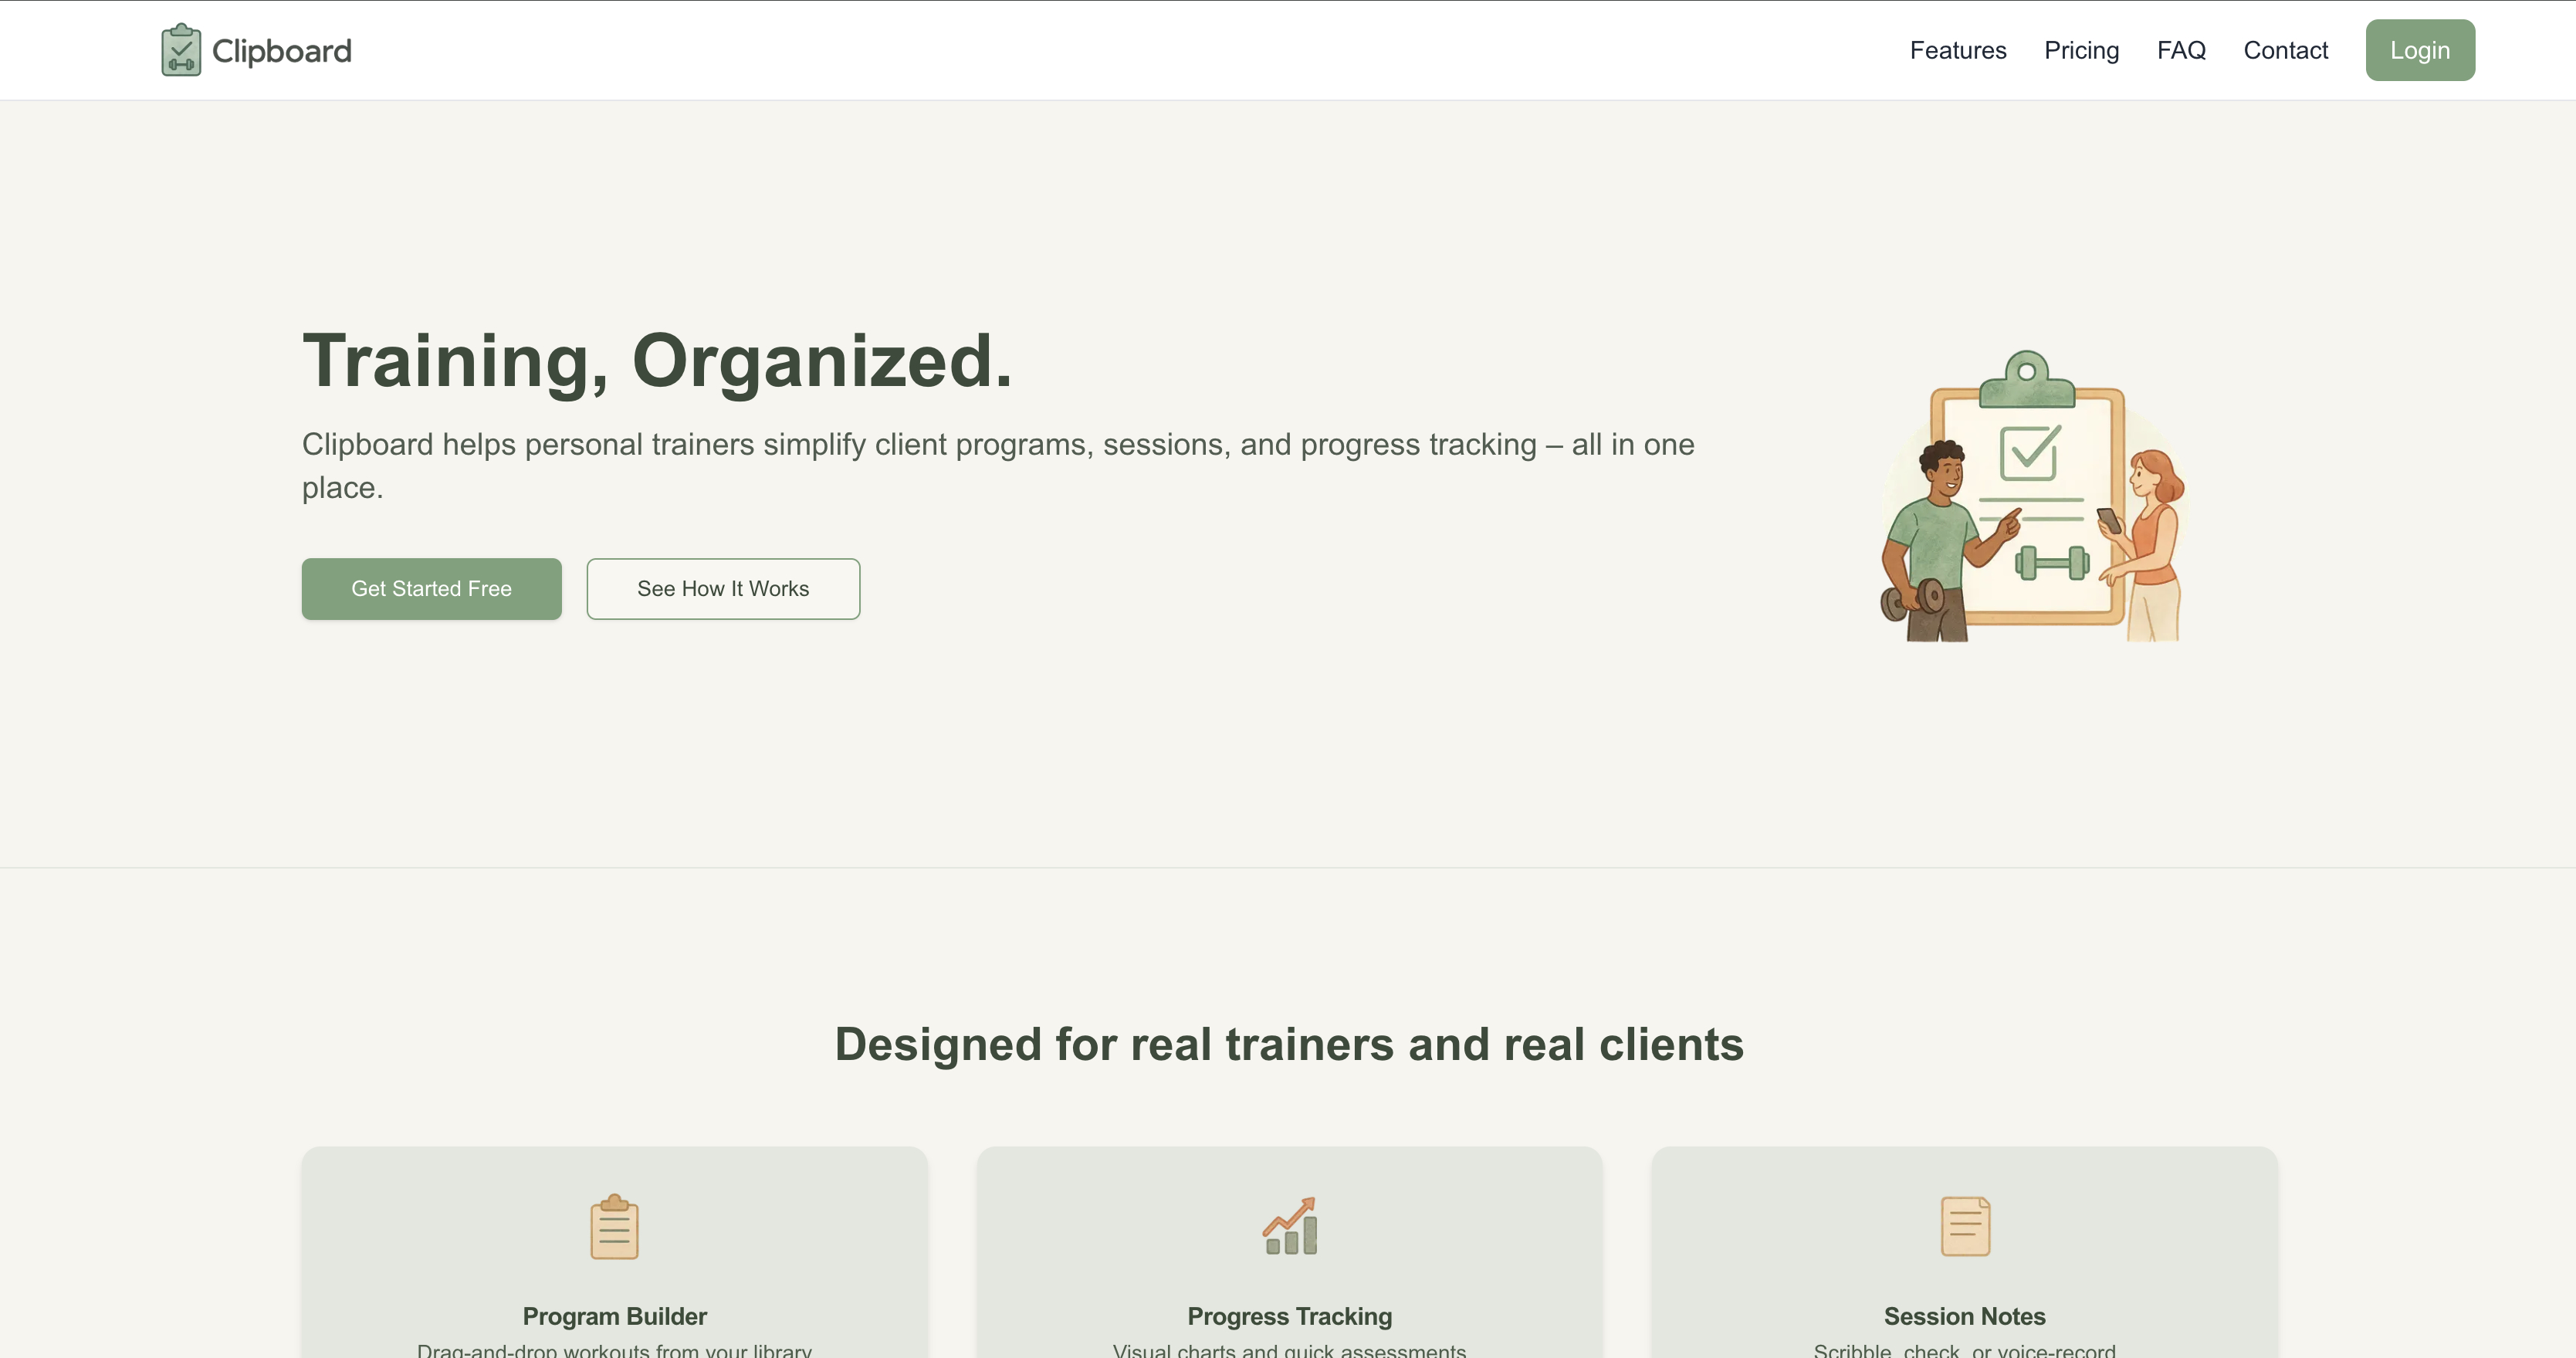 Clipboard
Features
Pricing
FAQ
Contact
Login
Training, Organized.
Clipboard helps personal trainers simplify client programs, sessions, and progress tracking – all in one
place.
Get Started Free
See How It Works
Designed for real trainers and real clients
Program Builder
Drag-and-drop workouts from your library
Progress Tracking
Visual charts and quick assessments
Session Notes
Scribble, check, or voice-record